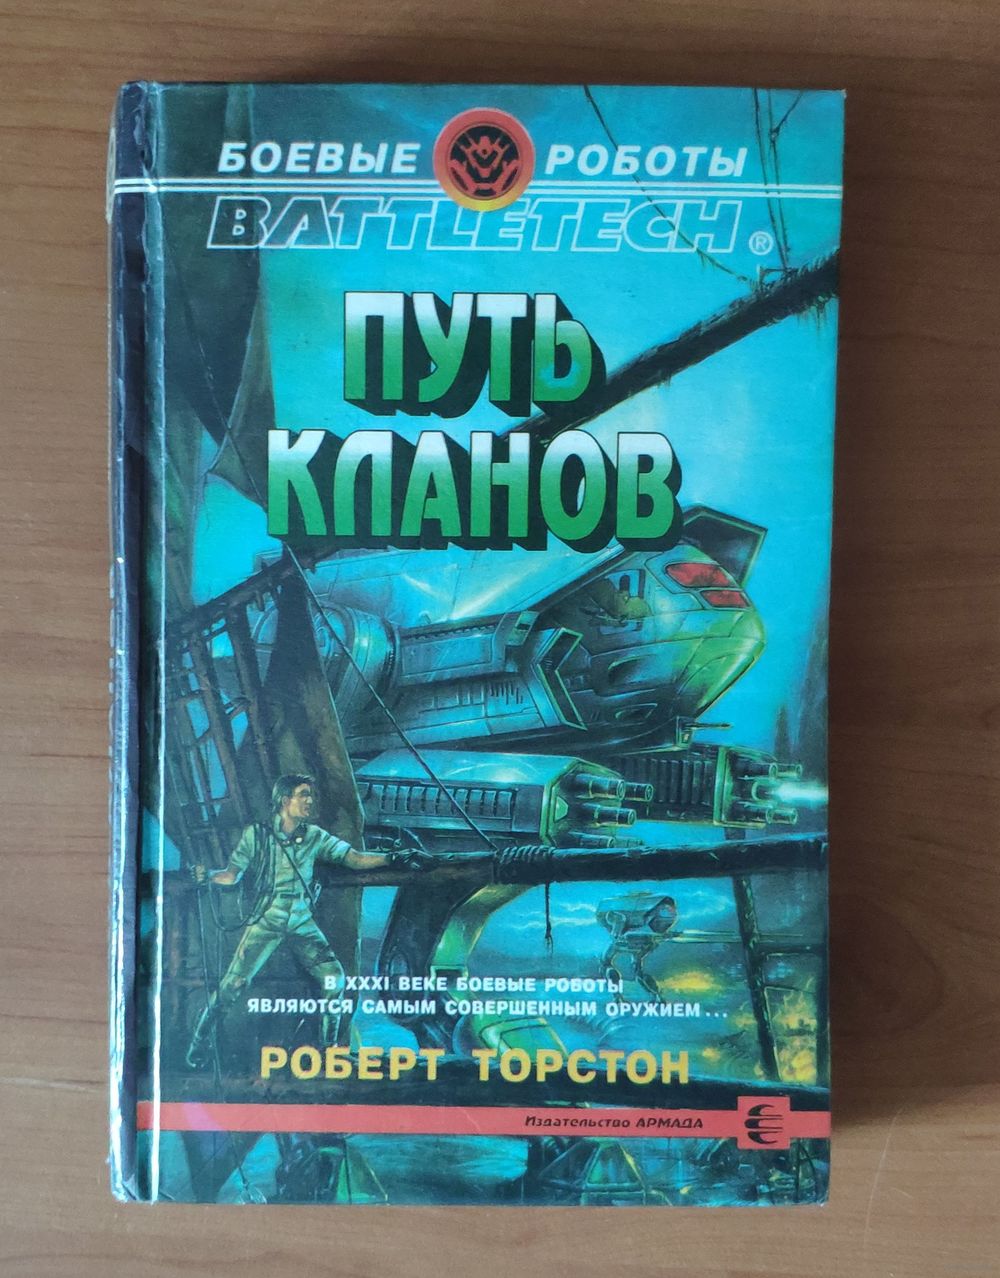 БОЕВЫЕ РОБОТЫ
BATTLETECH®
ПУТЬ
КЛАНОВ
В XXXI ВЕКЕ БОЕВЫЕ РОБОТЫ
ЯВЛЯЮТСЯ САМЫМ СОВЕРШЕННЫМ ОРУЖИЕМ...
РОБЕРТ ТОРСТОН
Издательство АРМАДА